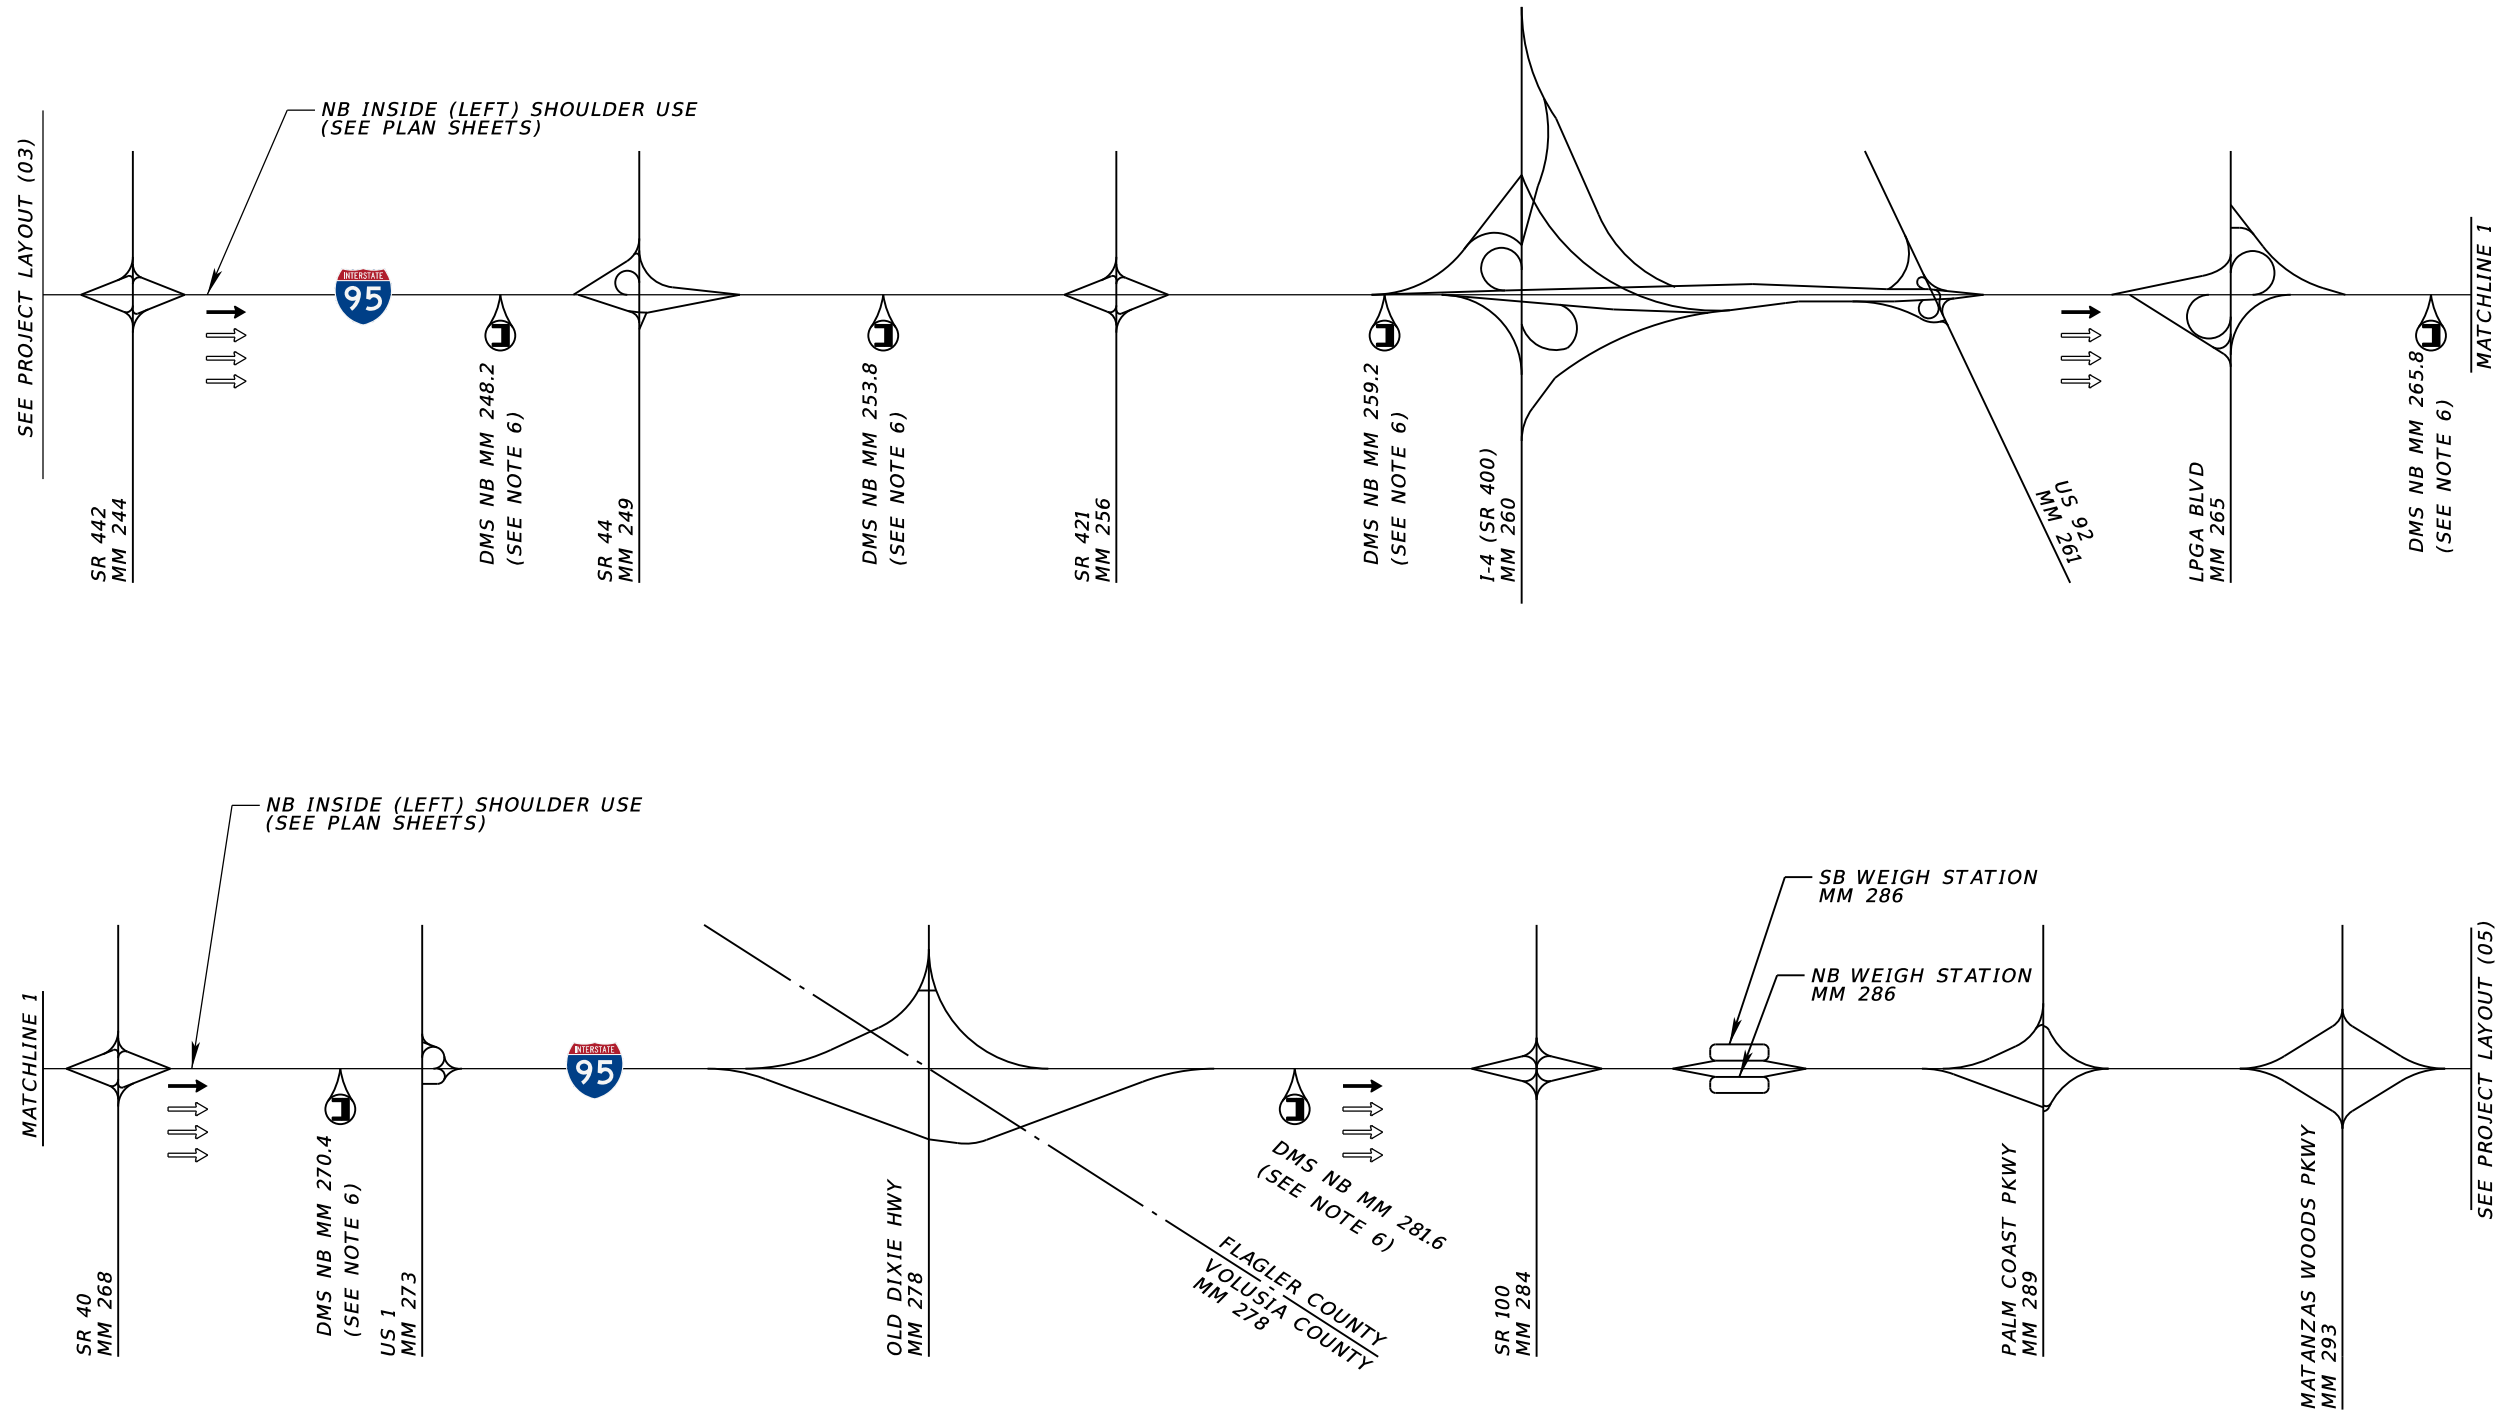 SEE PROJECT LAYOUT (03)
NB INSIDE (LEFT) SHOULDER USE
(SEE PLAN SHEETS)
SR 442
MM 244
INTERSTATE
95
DMS NB MM 248.2
(SEE NOTE 6)
SR 44
MM 249
DMS NB MM 253.8
(SEE NOTE 6)
SR 421
MM 256
DMS NB MM 259.2
(SEE NOTE 6)
I-4 (SR 400)
MM 260
US 92
MM 261
LPGA BLVD
MM 265
DMS NB MM 265.8
(SEE NOTE 6)
MATCHLINE 1
MATCHLINE 1
NB INSIDE (LEFT) SHOULDER USE
(SEE PLAN SHEETS)
SR 40
MM 268
DMS NB MM 270.4
(SEE NOTE 6)
US 1
MM 273
INTERSTATE
95
OLD DIXIE HWY
MM 278
FLAGLER COUNTY
VOLUSIA COUNTY
MM 278
DMS NB MM 281.6
(SEE NOTE 6)
SR 100
MM 284
SB WEIGH STATION
MM 286
NB WEIGH STATION
MM 286
PALM COAST PKWY
MM 289
MATANZAS WOODS PKWY
MM 293
SEE PROJECT LAYOUT (05)